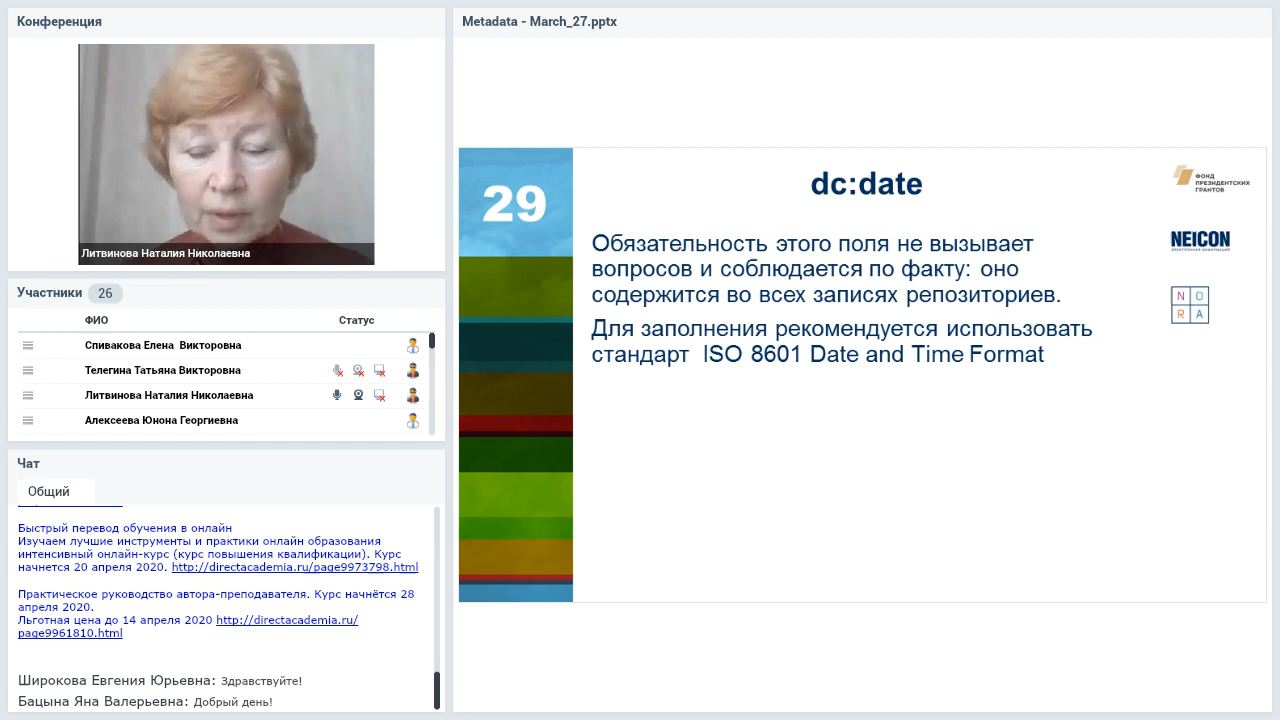 Конференция
Литвинова Наталия Николаевна
Участники 26
ФИО Статус
Спивакова Елена Викторовна
Телегина Татьяна Викторовна
Литвинова Наталия Николаевна
Алексеева Юнона Георгиевна
Чат
Общий
Быстрый перевод обучения в онлайн
Изучаем лучшие инструменты и практики онлайн образования
интенсивный онлайн-курс (курс повышения квалификации). Курс
начнется 20 апреля 2020. http://directacademia.ru/page9973798.html
Практическое руководство автора-преподавателя. Курс начнётся 28
апреля 2020.
Льготная цена до 14 апреля 2020 http://directacademia.ru/
page9961810.html
Широкова Евгения Юрьевна: Здравствуйте!
Бацына Яна Валерьевна: Добрый день!
Metadata - March_27.pptx
29
dc:date
Обязательность этого поля не вызывает
вопросов и соблюдается по факту: оно
содержится во всех записях репозиториев.
Для заполнения рекомендуется использовать
стандарт ISO 8601 Date and Time Format
ФОНД
ПРЕЗИДЕНТСКИХ
ГРАНТОВ
NEICON
ЭЛЕКТРОННАЯ ИНФОРМАЦИЯ
N O
R A